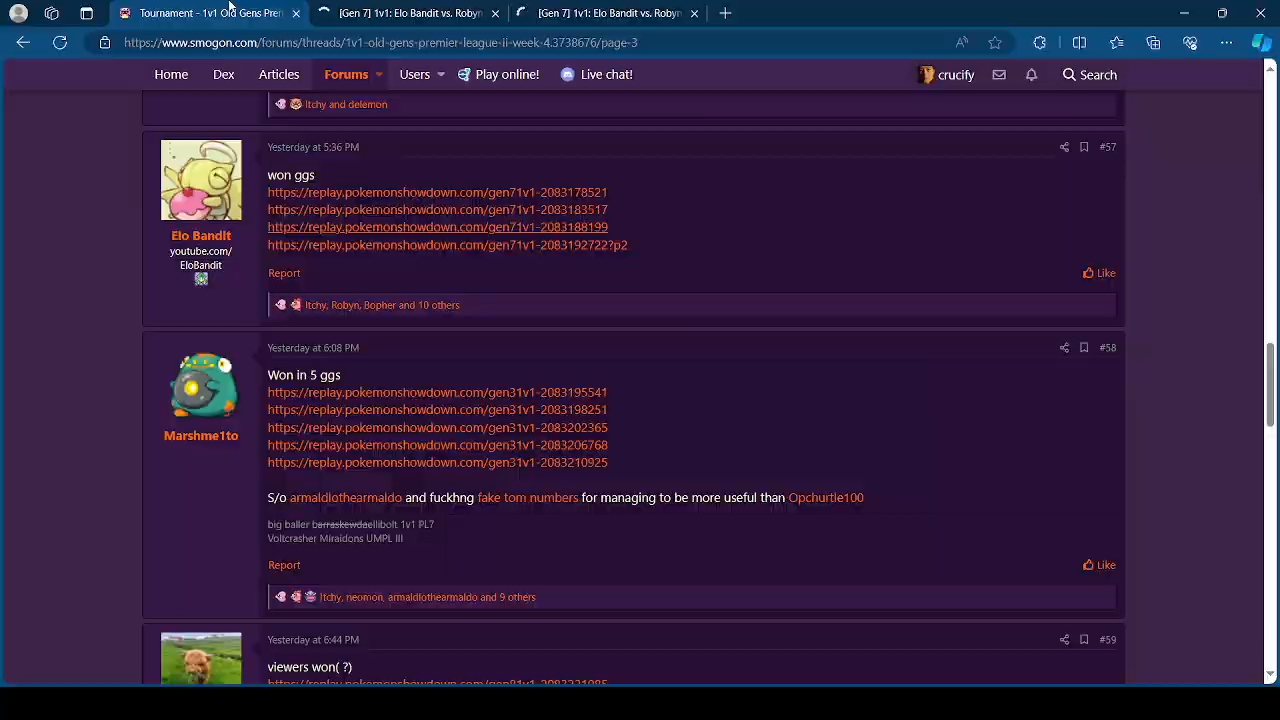 Tournament - 1v1 Old Gens Prem
[Gen 7] 1v1: Elo Bandit vs. Robyn
[Gen 7] 1v1: Elo Bandit vs. Robyn
https://www.smogon.com/forums/threads/1v1-old-gens-premier-league-ii-week-4.3738676/page-3
Home Dex Articles Forums Users Play online! Live chat! crucify Search
Itchy and delemon
Yesterday at 5:36 PM #57
won ggs
https://replay.pokemonshowdown.com/gen71v1-2083178521
https://replay.pokemonshowdown.com/gen71v1-2083183517
https://replay.pokemonshowdown.com/gen71v1-2083188199
https://replay.pokemonshowdown.com/gen71v1-2083192722?p2
Elo Bandit
youtube.com/
EloBandit
Report Like
Itchy, Robyn, Bopher and 10 others
Yesterday at 6:08 PM #58
Won in 5 ggs
https://replay.pokemonshowdown.com/gen31v1-2083195541
https://replay.pokemonshowdown.com/gen31v1-2083198251
https://replay.pokemonshowdown.com/gen31v1-2083202365
https://replay.pokemonshowdown.com/gen31v1-2083206768
https://replay.pokemonshowdown.com/gen31v1-2083210925
Marshme1to
S/o armaldlothearmaldo and fuckhng fake tom numbers for managing to be more useful than Opchurtle100
big baller barraskewdaellibolt 1v1 PL7
Voltcrasher Miraidons UMPL III
Report Like
Itchy, neomon, armaldlothearmaldo and 9 others
Yesterday at 6:44 PM #59
viewers won( ?)